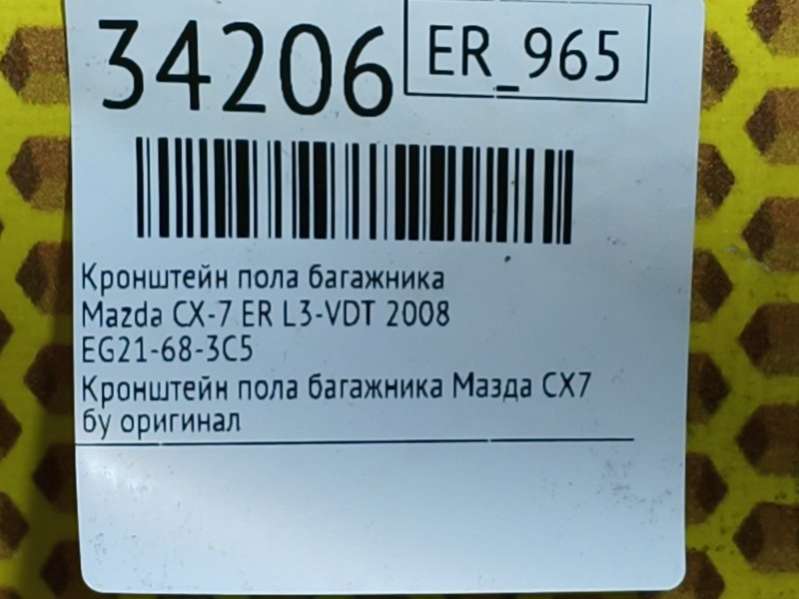 34206
ER_965
Кронштейн пола багажника
Mazda CX-7 ER L3-VDT 2008
EG21-68-3C5
Кронштейн пола багажника Мазда СХ7
бу оригинал